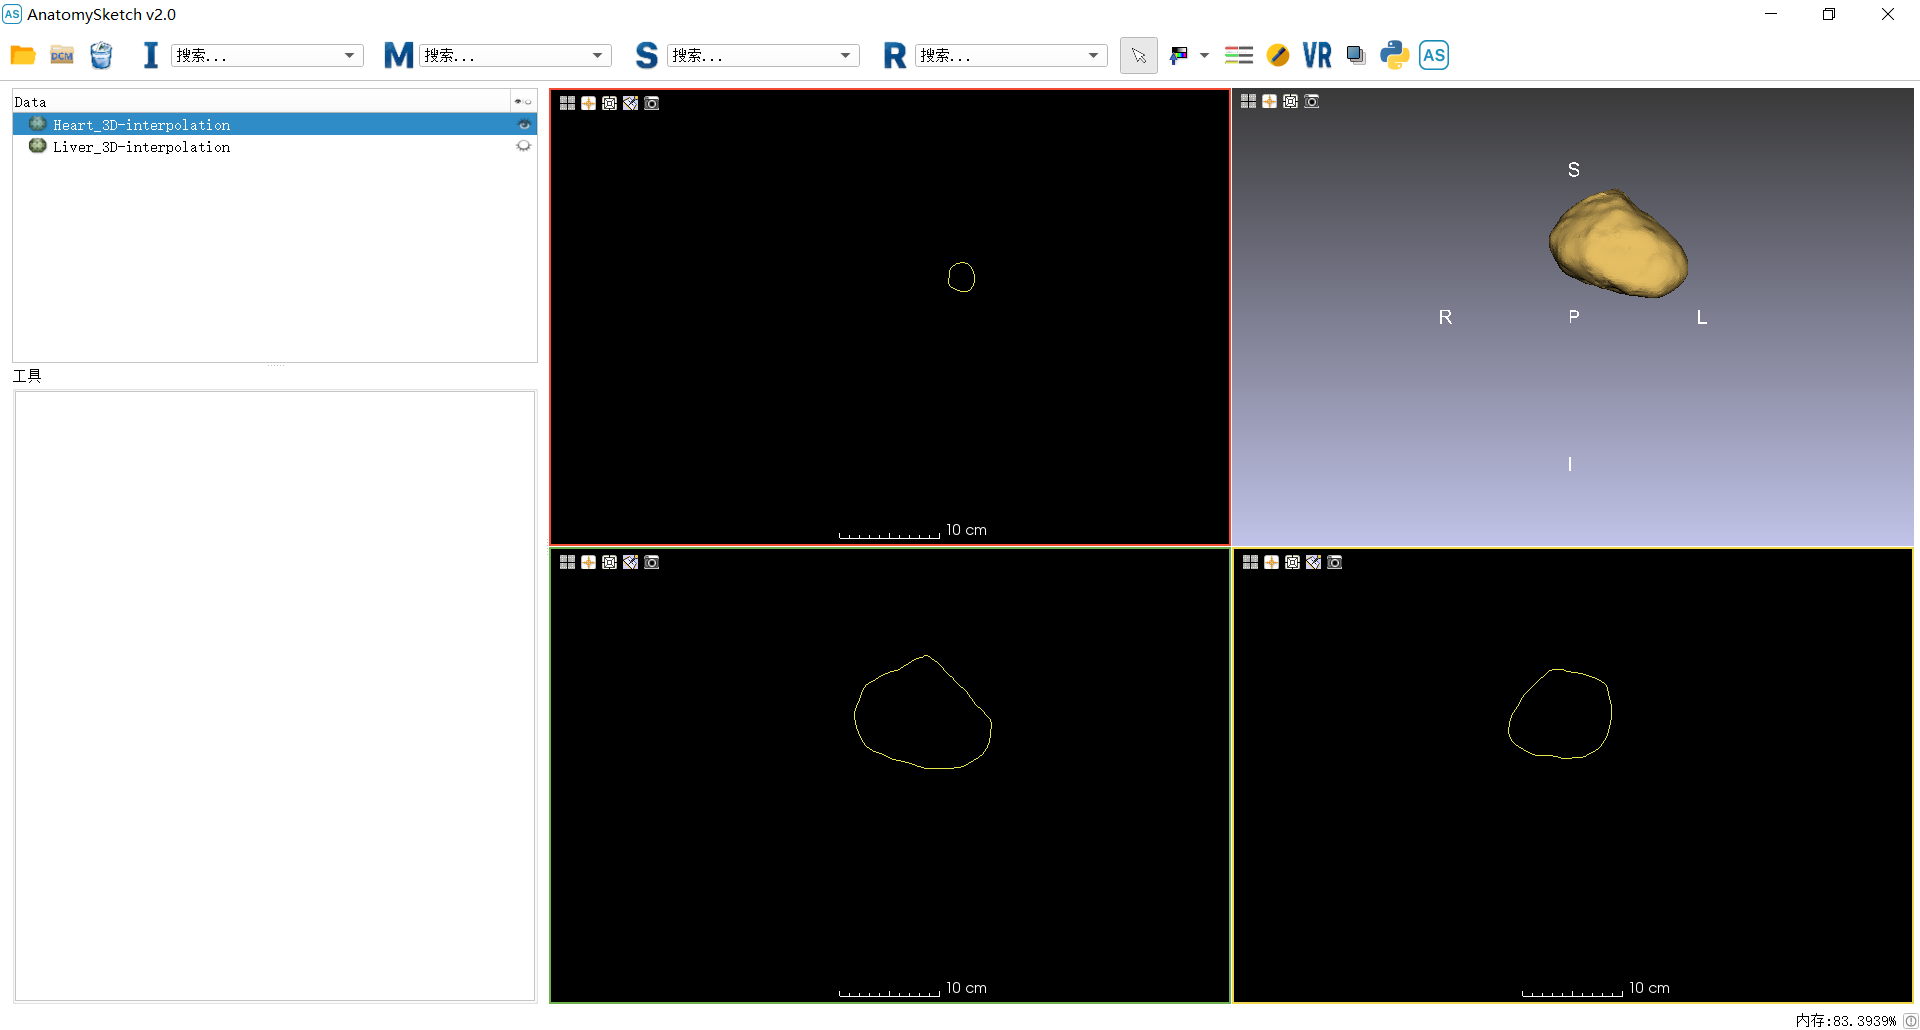 AS AnatomySketch v2.0
DCM I 搜索... M 搜索... S 搜索... R 搜索... VR AS
Data
Heart_3D-interpolation
Liver_3D-interpolation
工具
10 cm
S
R P L
I
10 cm
10 cm
内存:83.3939%